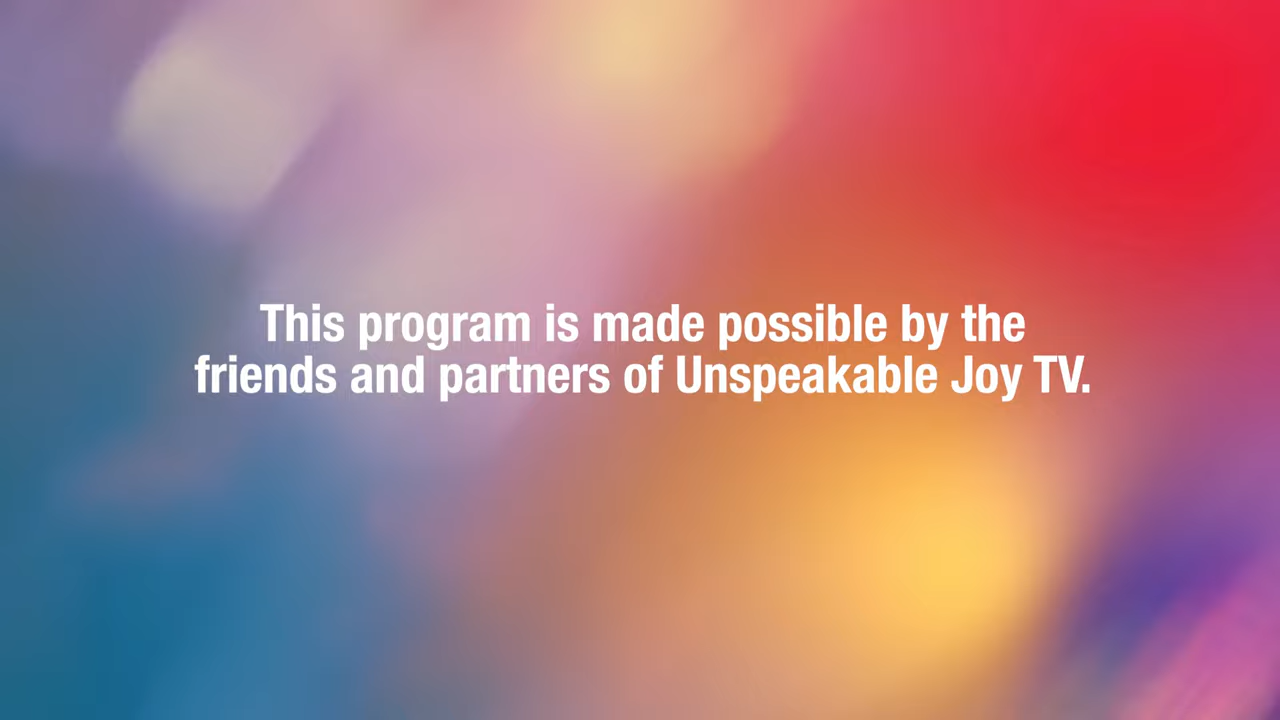 This program is made possible by the
friends and partners of Unspeakable Joy TV.